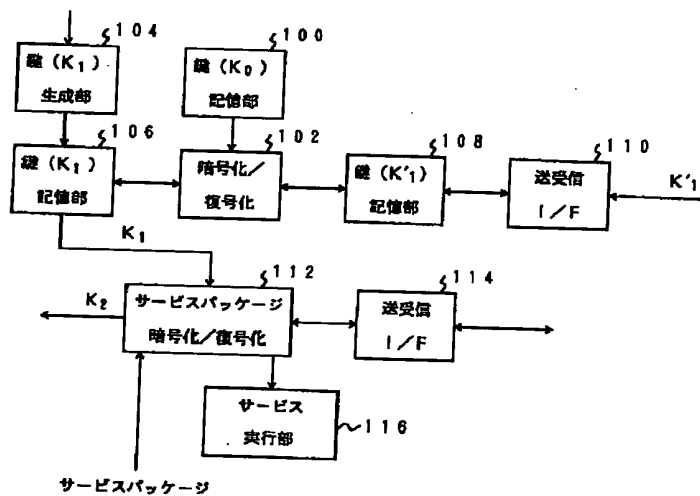 104
鍵（K₁）
生成部
100
鍵（K₀）
記憶部
106
鍵（K₁）
記憶部
102
暗号化／
復号化
108
鍵（K'₁）
記憶部
110
送受信
I／F
K'₁
K₁
112
サービスパッケージ
暗号化／復号化
K₂
114
送受信
I／F
サービス
実行部
116
サービスパッケージ